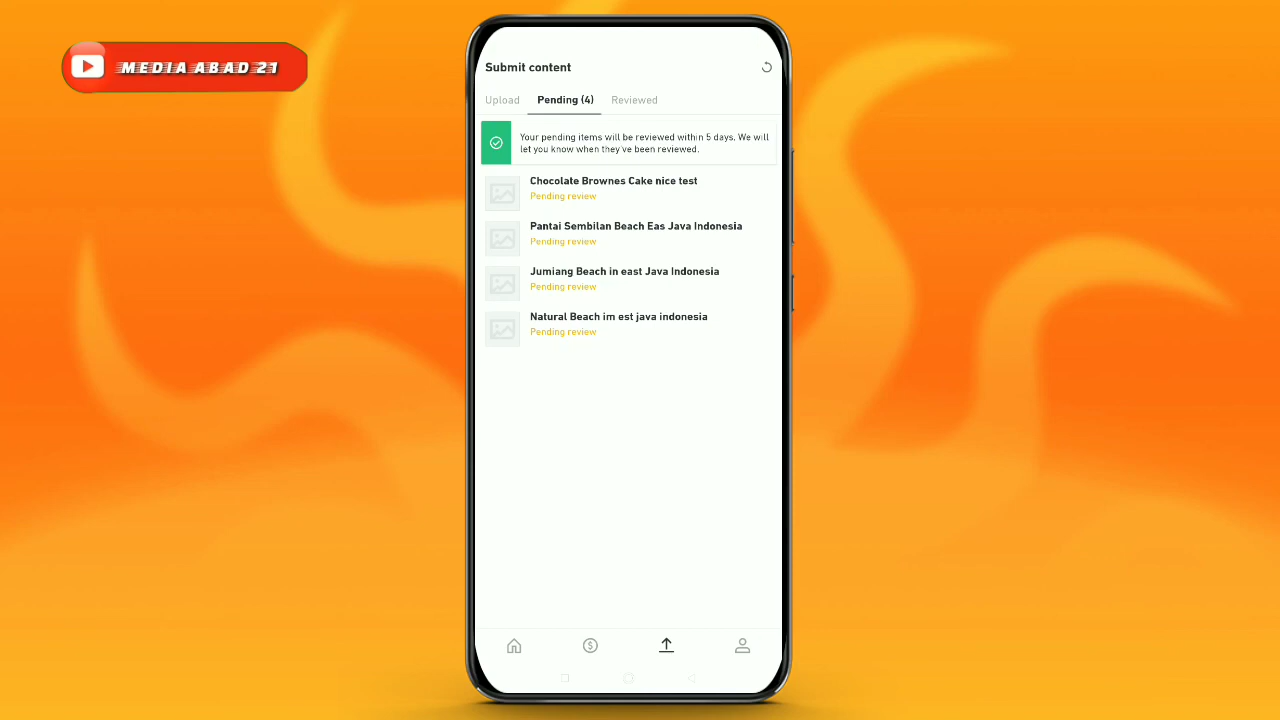 MEDIA ABAD 21
Submit content
Upload Pending (4) Reviewed
Your pending items will be reviewed within 5 days. We will
let you know when they've been reviewed.
Chocolate Brownes Cake nice test
Pending review
Pantai Sembilan Beach Eas Java Indonesia
Pending review
Jumiang Beach in east Java Indonesia
Pending review
Natural Beach im est java indonesia
Pending review